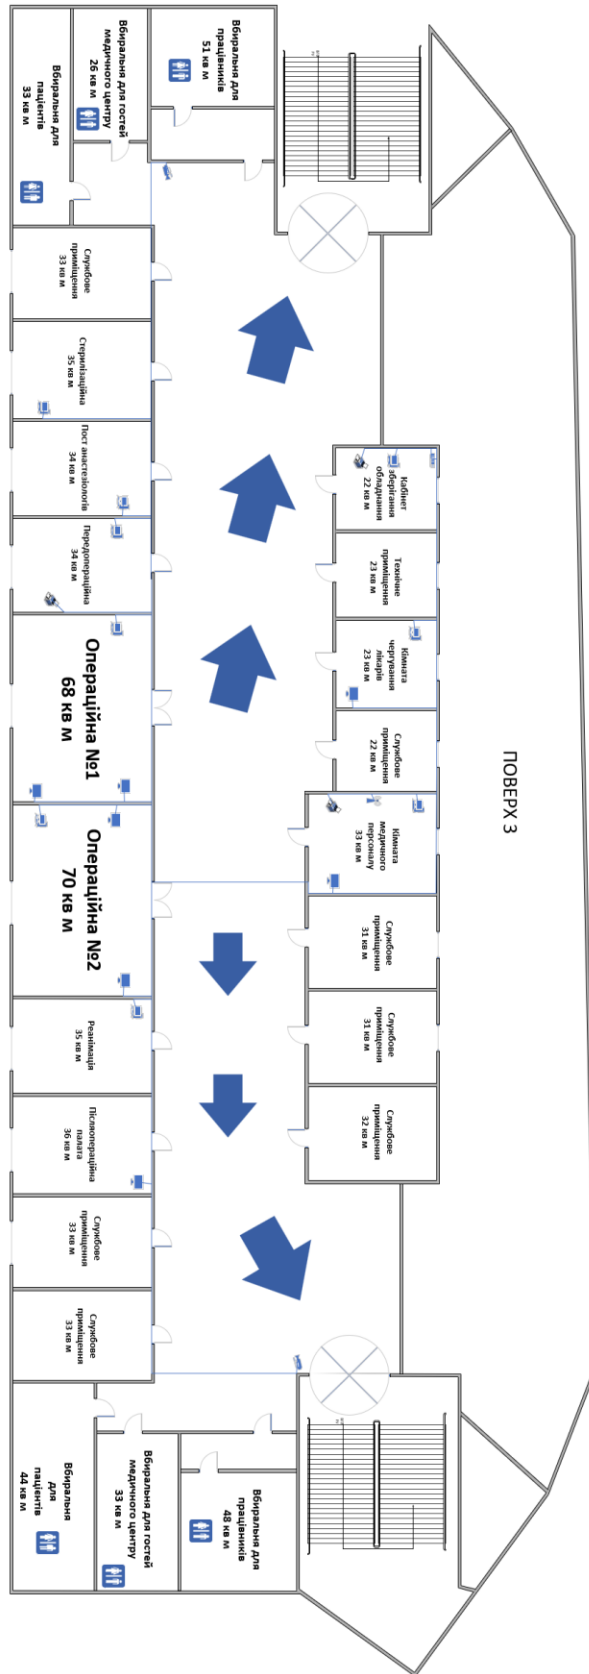 Вбиральня для
пацієнтів
33 кв м
Вбиральня для гостей
медичного центру
26 кв м
Вбиральня для
працівників
51 кв м
Службове
приміщення
33 кв м
Стерилізаційна
35 кв м
Пост анастезіологів
34 кв м
Передопераційна
34 кв м
Операційна №1
68 кв м
Операційна №2
70 кв м
Реанімація
35 кв м
Післяопераційна
палата
36 кв м
Службове
приміщення
33 кв м
Службове
приміщення
33 кв м
Кабінет
зберігання
обладнання
22 кв м
Технічне
приміщення
23 кв м
Кімната
чергування
лікарів
23 кв м
Службове
приміщення
22 кв м
Кімната
медичного
персоналу
33 кв м
Службове
приміщення
31 кв м
Службове
приміщення
31 кв м
Службове
приміщення
32 кв м
ПОВЕРХ 3
Вбиральня
для
пацієнтів
44 кв м
Вбиральня для гостей
медичного центру
33 кв м
Вбиральня для
працівників
48 кв м